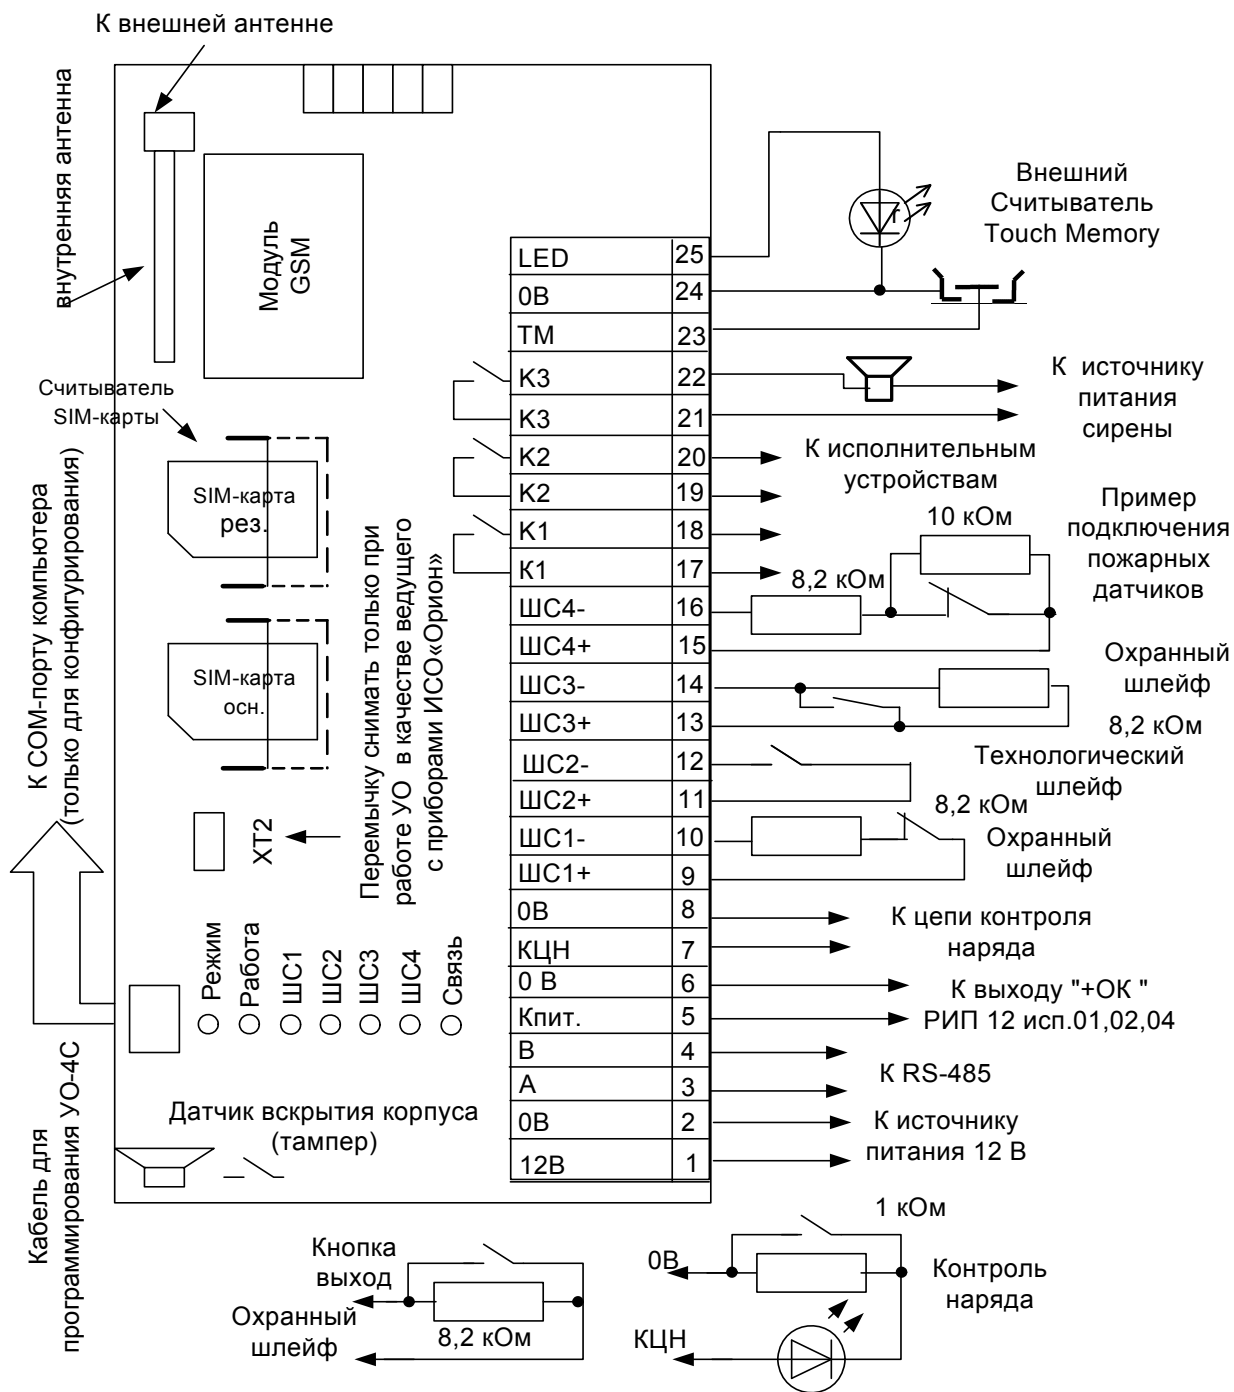 К внешней антенне
внутренняя антенна
Модуль
GSM
Считыватель
SIM-карты
SIM-карта
рез.
SIM-карта
осн.
К COM-порту компьютера
(только для конфигурирования)
XT2
Перемычку снимать только при
работе УО в качестве ведущего
с приборами ИСО«Орион»
Режим
Работа
ШС1
ШС2
ШС3
ШС4
Связь
Датчик вскрытия корпуса
(тампер)
Кабель для
программирования УО-4С
LED 25
0В 24
ТМ 23
К3 22
К3 21
К2 20
К2 19
К1 18
К1 17
ШС4- 16
ШС4+ 15
ШС3- 14
ШС3+ 13
ШС2- 12
ШС2+ 11
ШС1- 10
ШС1+ 9
0В 8
КЦН 7
0 В 6
Кпит. 5
В 4
А 3
0В 2
12В 1
Внешний
Считыватель
Touch Memory
К источнику
питания
сирены
К исполнительным
устройствам
Пример
подключения
пожарных
датчиков
10 кОм
8,2 кОм
Охранный
шлейф
8,2 кОм
Технологический
шлейф
8,2 кОм
Охранный
шлейф
К цепи контроля
наряда
К выходу "+ОК "
РИП 12 исп.01,02,04
К RS-485
К источнику
питания 12 В
Кнопка
выход
Охранный
шлейф
8,2 кОм
1 кОм
0В
КЦН
Контроль
наряда